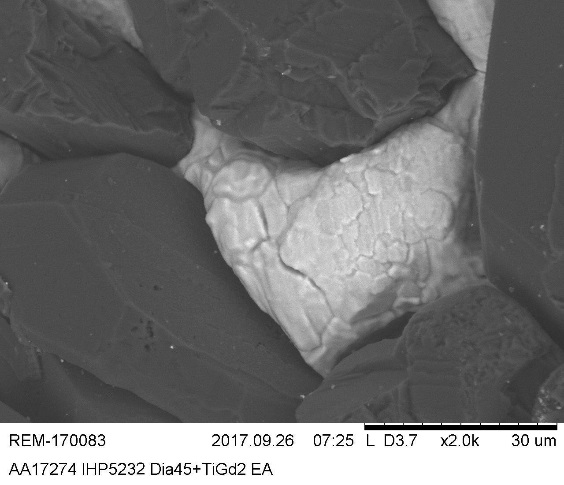 REM-170083 2017.09.26 07:25 L D3.7 x2.0k 30 um
AA17274 IHP5232 Dia45+TiGd2 EA